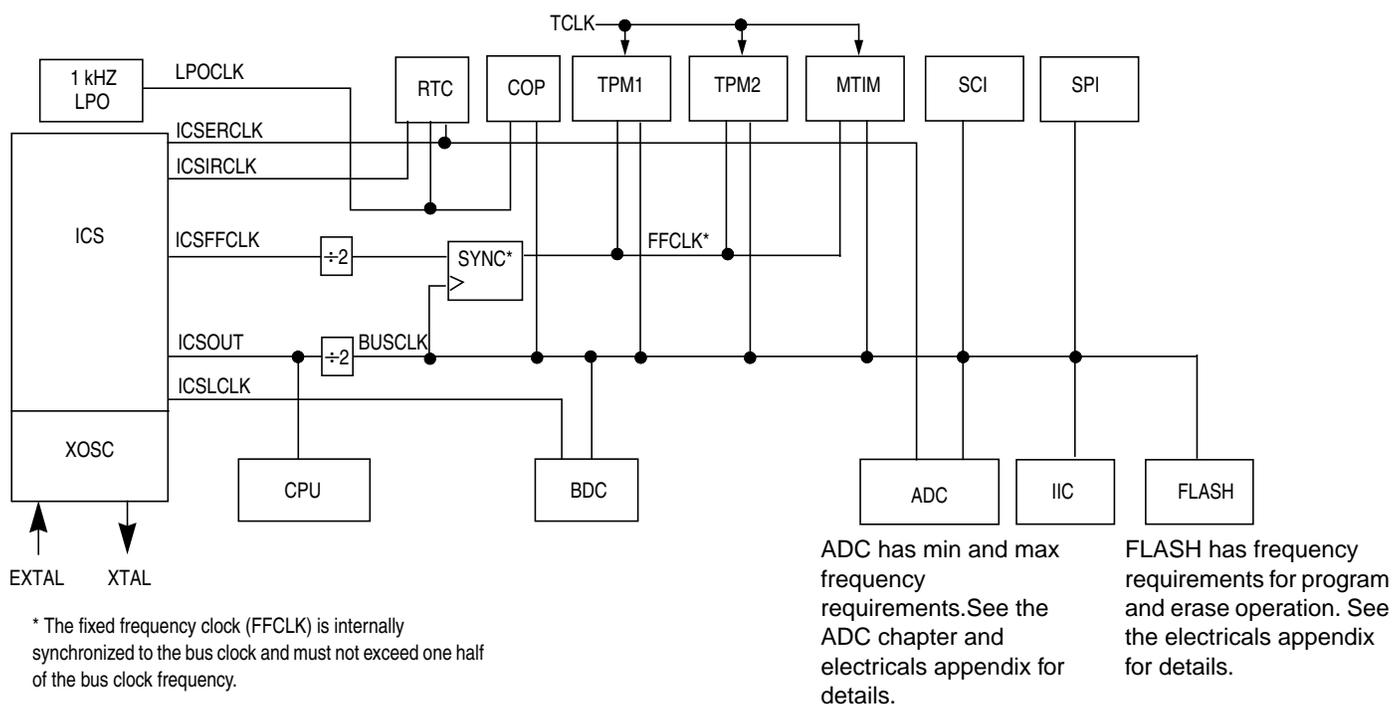 TCLK
1 kHZ
LPO
LPOCLK
RTC
COP
TPM1
TPM2
MTIM
SCI
SPI
ICSERCLK
ICSIRCLK
ICS
ICSFFCLK
÷2
SYNC*
FFCLK*
ICSOUT
÷2
BUSCLK
ICSLCLK
XOSC
CPU
BDC
ADC
IIC
FLASH
EXTAL
XTAL
* The fixed frequency clock (FFCLK) is internally
synchronized to the bus clock and must not exceed one half
of the bus clock frequency.
ADC has min and max
frequency
requirements.See the
ADC chapter and
electricals appendix for
details.
FLASH has frequency
requirements for program
and erase operation. See
the electricals appendix
for details.